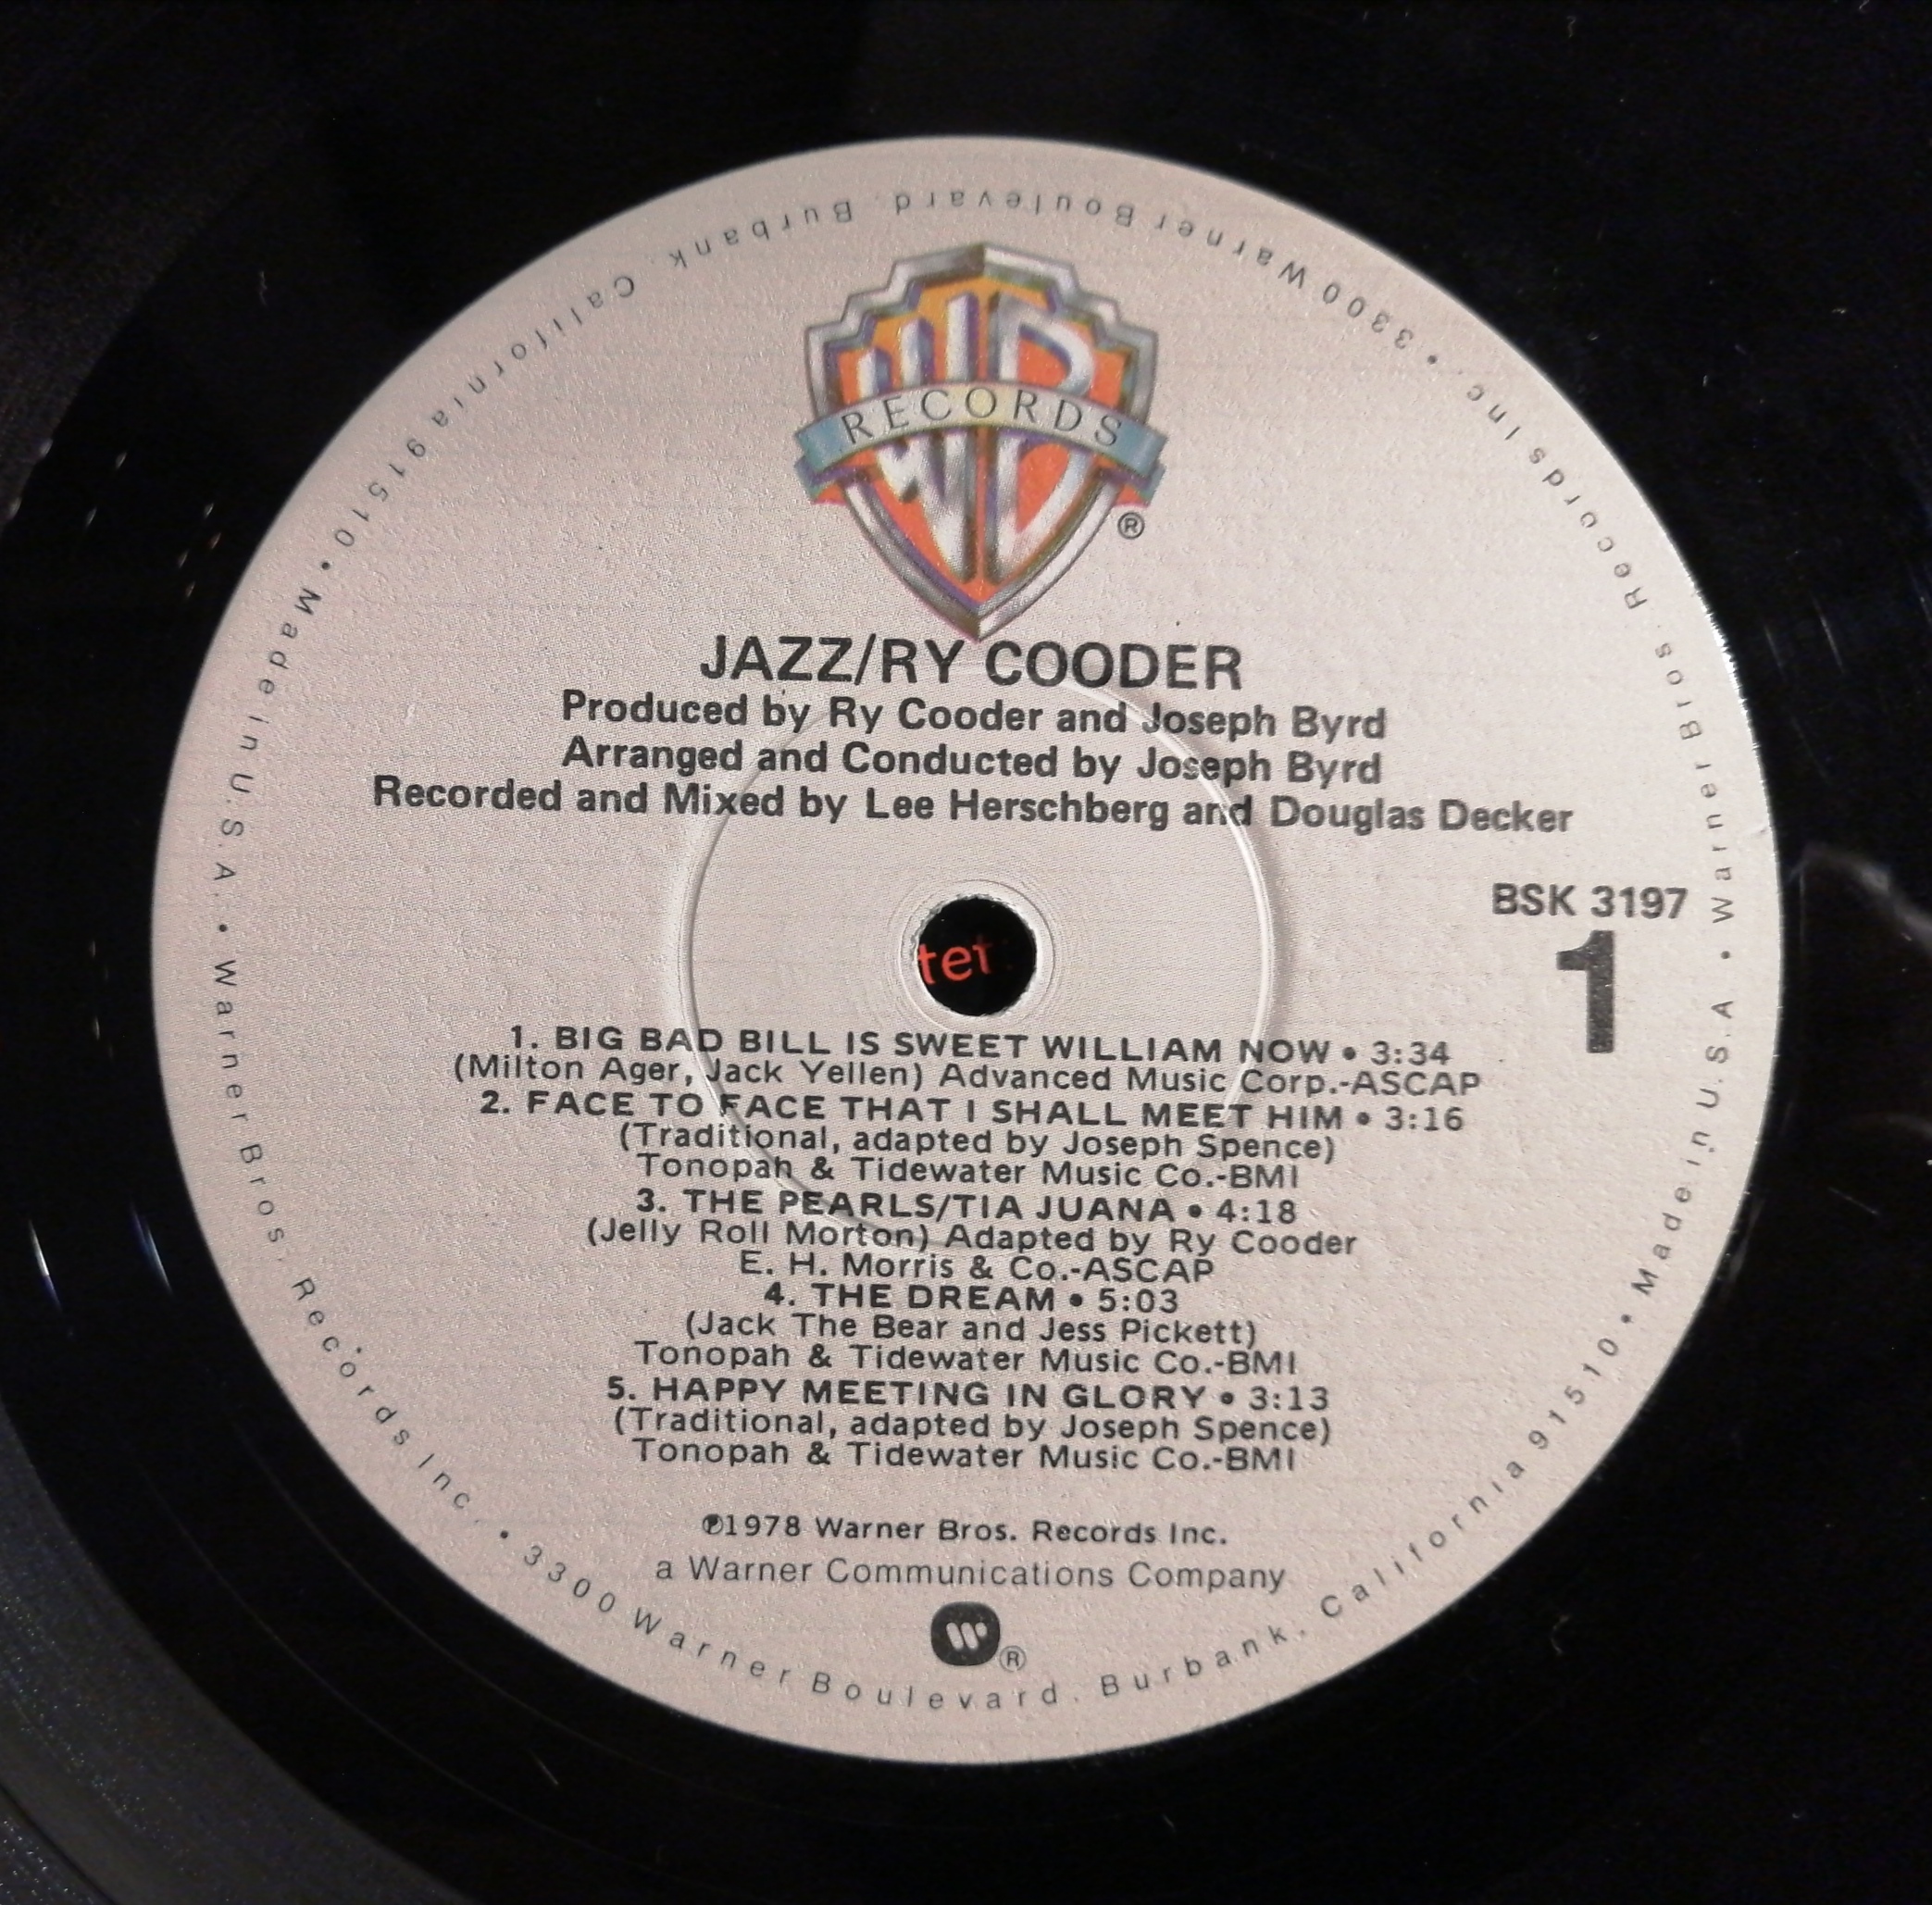 WB
RECORDS
®
JAZZ/RY COODER
Produced by Ry Cooder and Joseph Byrd
Arranged and Conducted by Joseph Byrd
Recorded and Mixed by Lee Herschberg and Douglas Decker
BSK 3197
1
tet
1. BIG BAD BILL IS SWEET WILLIAM NOW • 3:34
(Milton Ager, Jack Yellen) Advanced Music Corp.-ASCAP
2. FACE TO FACE THAT I SHALL MEET HIM • 3:16
(Traditional, adapted by Joseph Spence)
Tonopah & Tidewater Music Co.-BMI
3. THE PEARLS/TIA JUANA • 4:18
(Jelly Roll Morton) Adapted by Ry Cooder
E. H. Morris & Co.-ASCAP
4. THE DREAM • 5:03
(Jack The Bear and Jess Pickett)
Tonopah & Tidewater Music Co.-BMI
5. HAPPY MEETING IN GLORY • 3:13
(Traditional, adapted by Joseph Spence)
Tonopah & Tidewater Music Co.-BMI
℗1978 Warner Bros. Records Inc.
a Warner Communications Company
W®
• Warner Bros. Records Inc. • 3300 Warner Boulevard. Burbank. California 91510 • Made in U.S.A. • Warner Bros. Records Inc. • 3300 Warner Boulevard. Burbank. California 91510 • Made in U.S.A